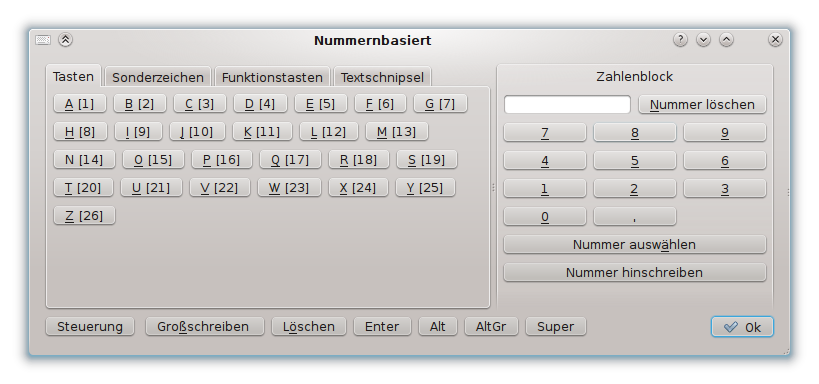 Nummernbasiert
Tasten Sonderzeichen Funktionstasten Textschnipsel
A [1] B [2] C [3] D [4] E [5] F [6] G [7]
H [8] I [9] J [10] K [11] L [12] M [13]
N [14] O [15] P [16] Q [17] R [18] S [19]
T [20] U [21] V [22] W [23] X [24] Y [25]
Z [26]
Zahlenblock
Nummer löschen
7 8 9
4 5 6
1 2 3
0 ,
Nummer auswählen
Nummer hinschreiben
Steuerung Großschreiben Löschen Enter Alt AltGr Super Ok